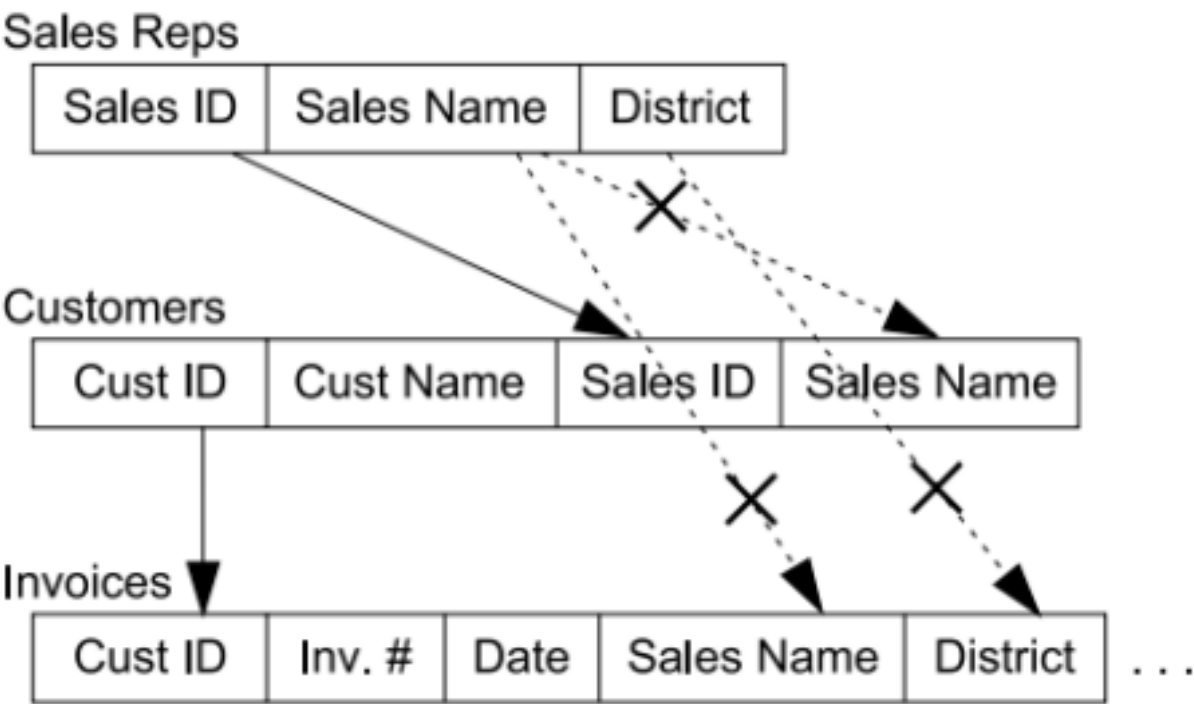 Sales Reps
Sales ID Sales Name District
Customers
Cust ID Cust Name Sales ID Sales Name
Invoices
Cust ID Inv. # Date Sales Name District . . .